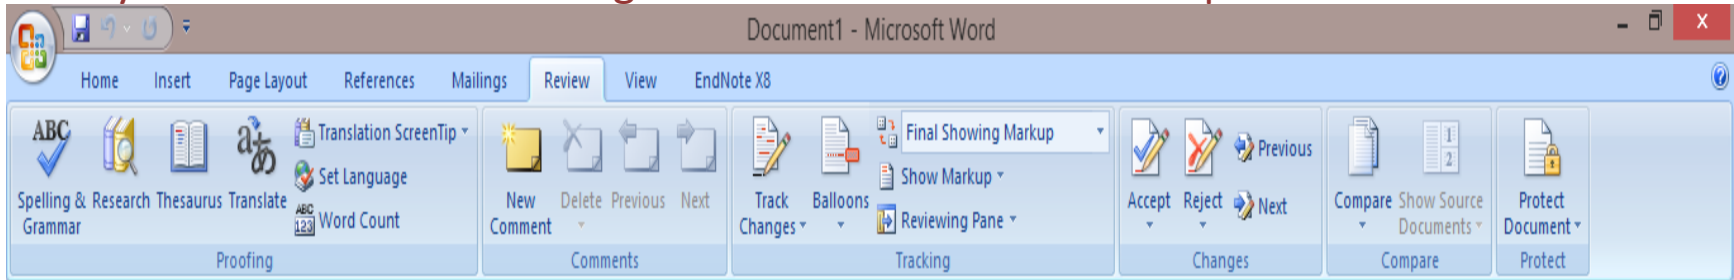 Document1 - Microsoft Word
Home Insert Page Layout References Mailings Review View EndNote X8
ABC
Spelling & Grammar
Research
Thesaurus
Translate
Translation ScreenTip
Set Language
ABC
123
Word Count
Proofing
New Comment
Delete
Previous
Next
Comments
Track Changes
Balloons
Final Showing Markup
Show Markup
Reviewing Pane
Tracking
Accept
Reject
Previous
Next
Changes
Compare
1
2
Show Source Documents
Compare
Protect Document
Protect